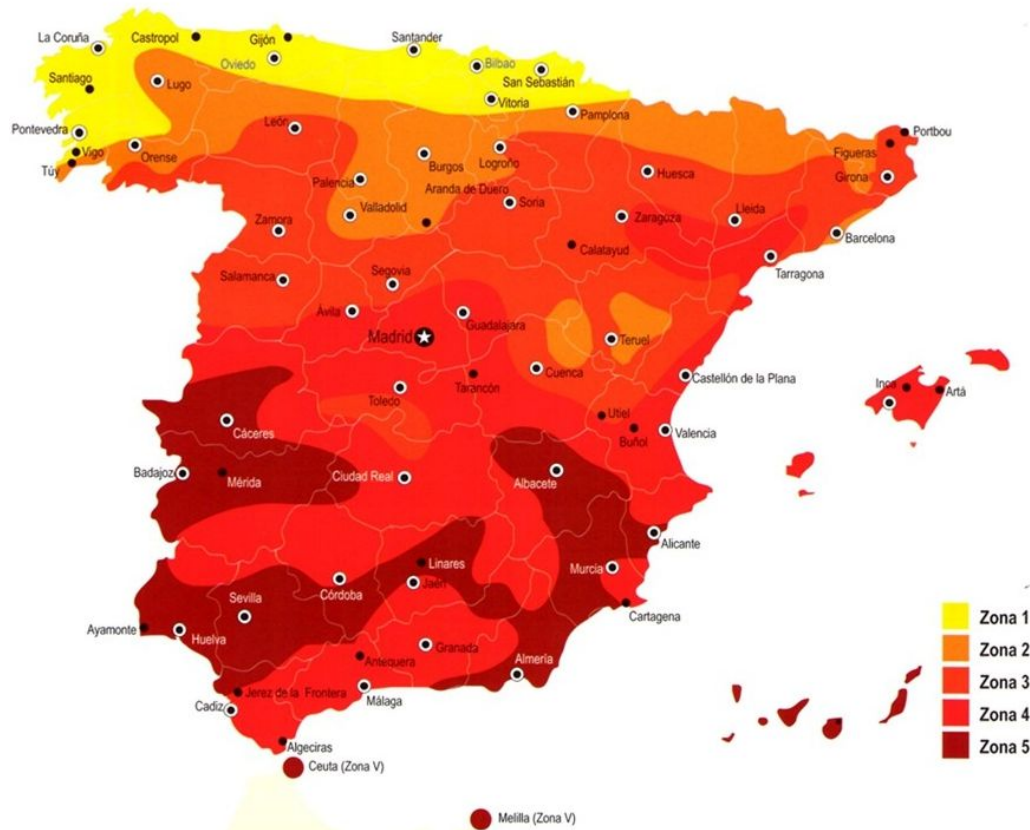 La Coruña
Castropol
Gijón
Santander
Oviedo
Bilbao
San Sebastián
Santiago
Lugo
Vitoria
Pamplona
Pontevedra
León
Portbou
Vigo
Orense
Burgos
Logroño
Figueras
Túy
Huesca
Girona
Palencia
Aranda de Duero
Soria
Valladolid
Zaragoza
Lleida
Zamora
Barcelona
Calatayud
Tarragona
Salamanca
Segovia
Ávila
Guadalajara
Madrid
Teruel
Cuenca
Castellón de la Plana
Tarancón
Inca
Artá
Toledo
Utiel
Cáceres
Buñol
Valencia
Badajoz
Mérida
Ciudad Real
Albacete
Alicante
Linares
Murcia
Jaén
Córdoba
Sevilla
Cartagena
Zona 1
Ayamonte
Huelva
Granada
Zona 2
Antequera
Almería
Zona 3
Jerez de la Frontera
Málaga
Cadiz
Zona 4
Algeciras
Zona 5
Ceuta (Zona V)
Melilla (Zona V)